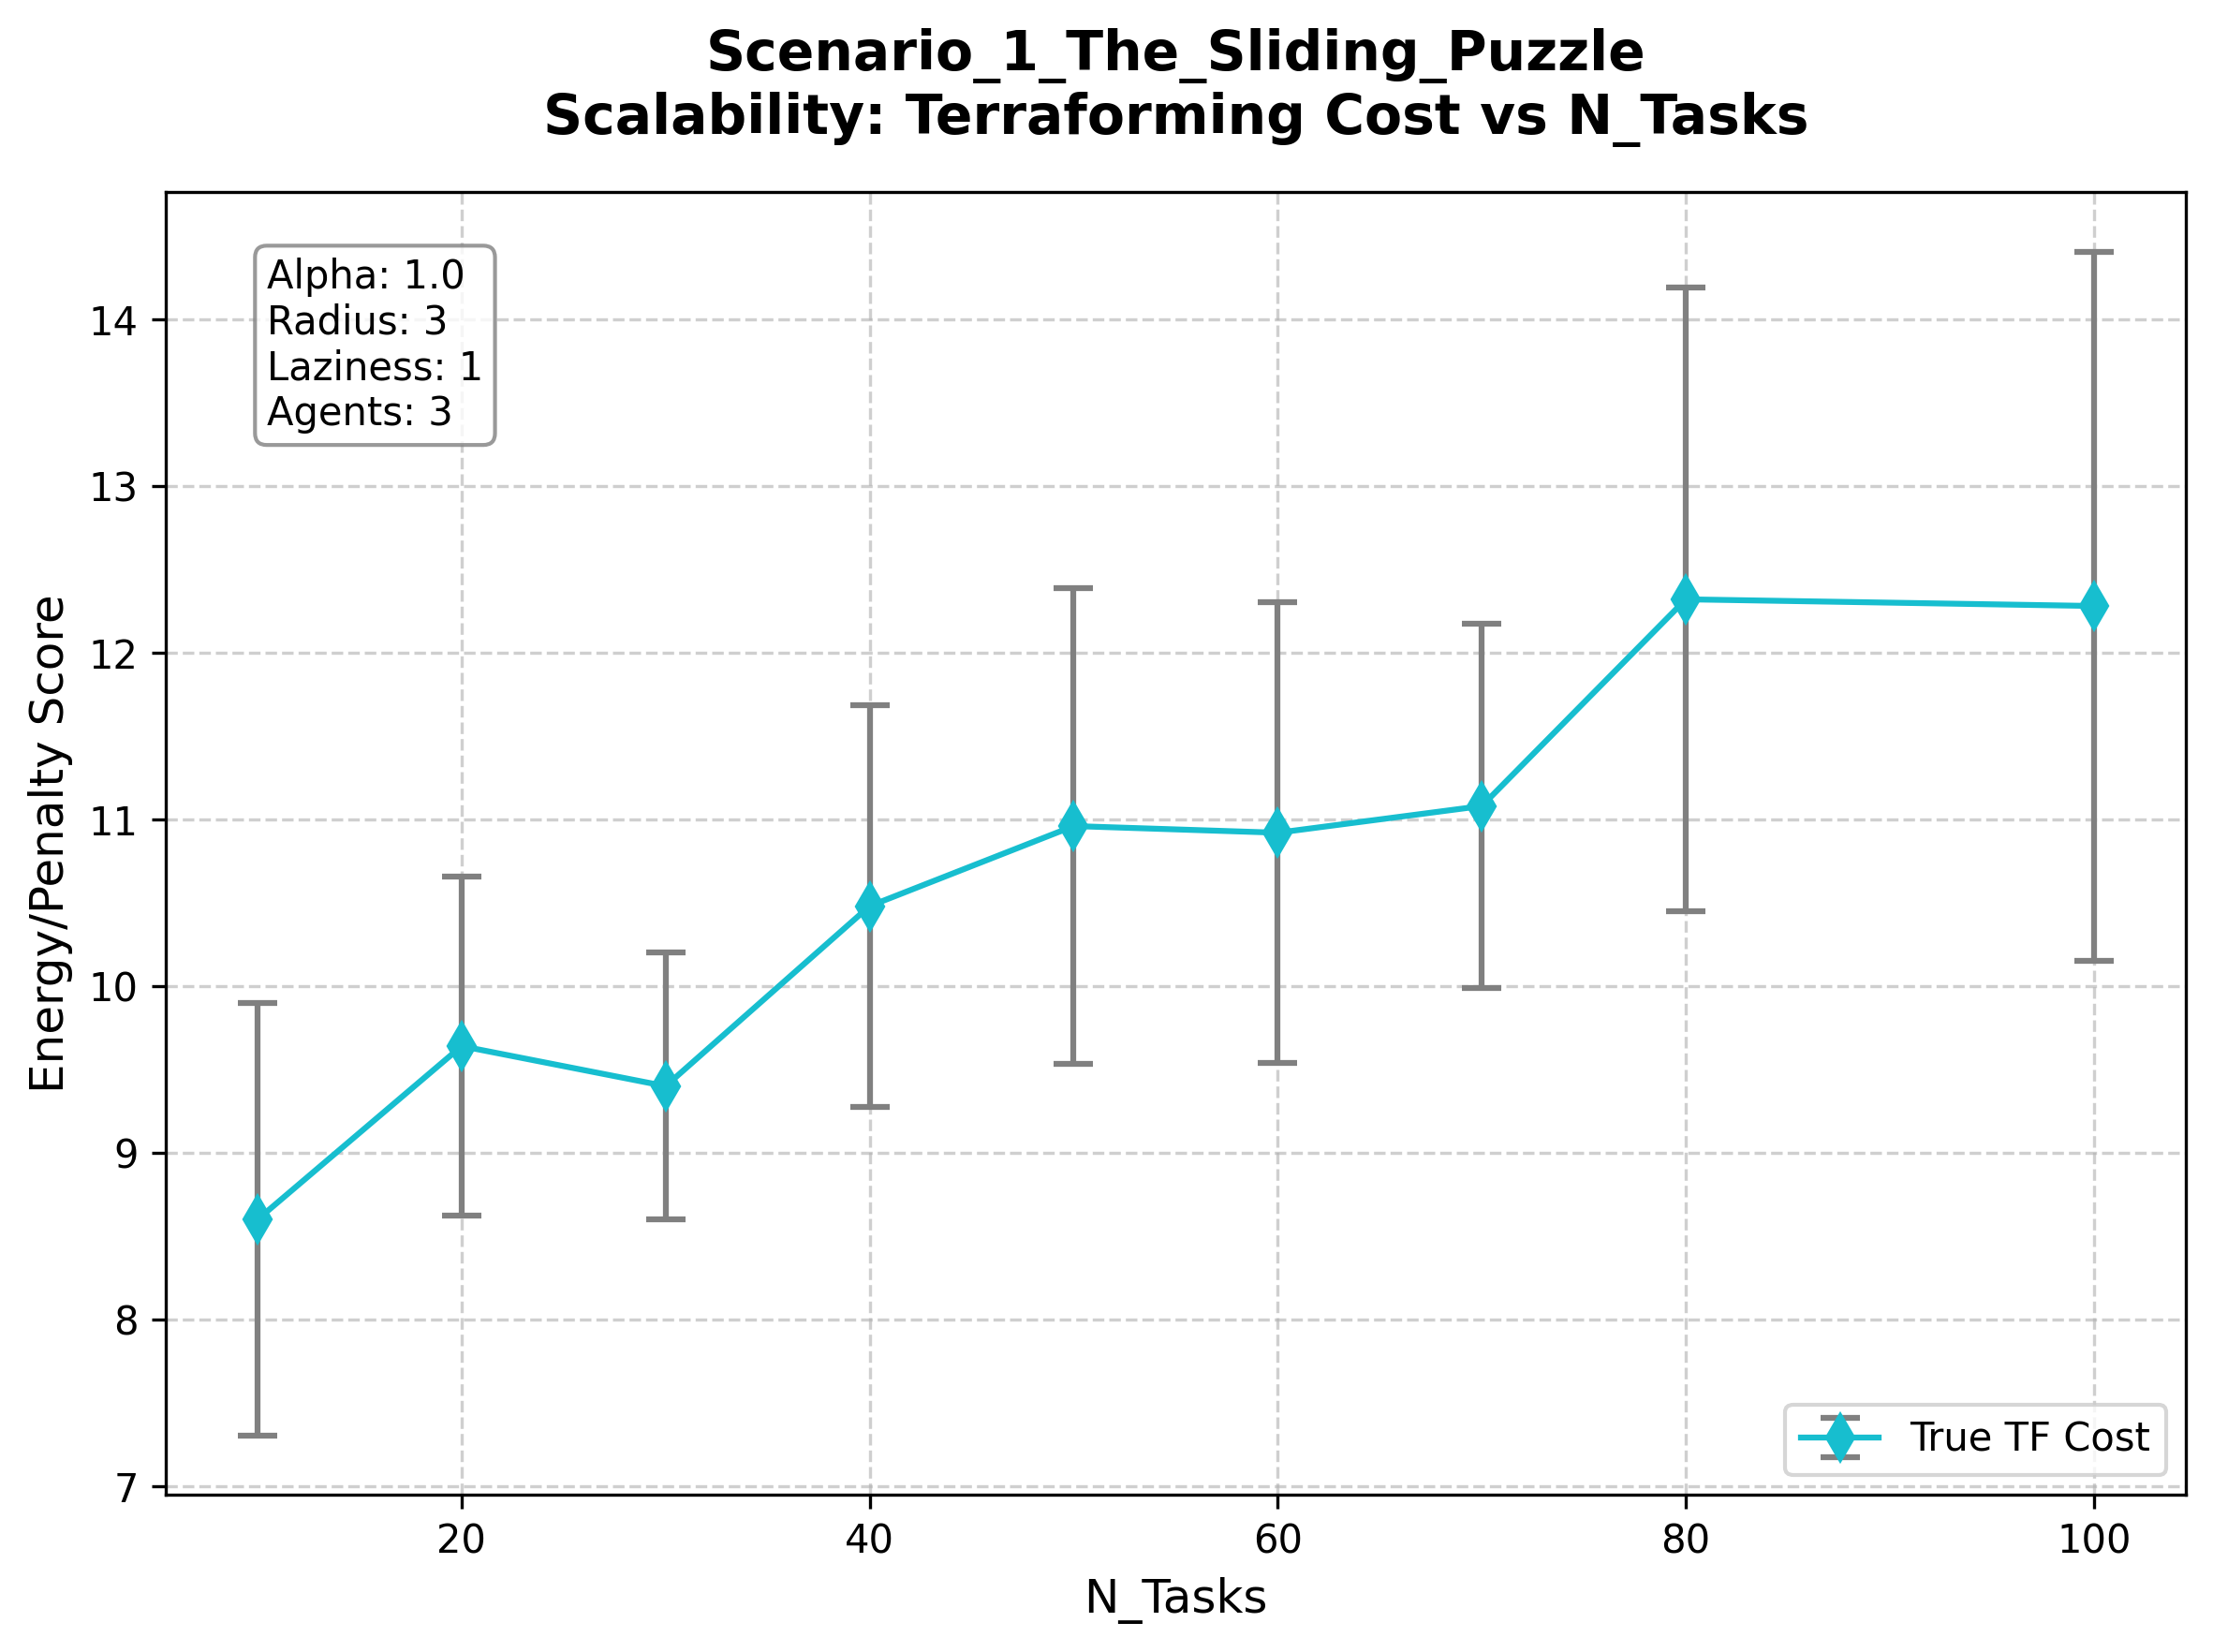 Scenario_1_The_Sliding_Puzzle
Scalability: Terraforming Cost vs N_Tasks
Alpha: 1.0
Radius: 3
Laziness: 1
Agents: 3
Energy/Penalty Score
14
13
12
11
10
9
8
7
True TF Cost
20 40 60 80 100
N_Tasks